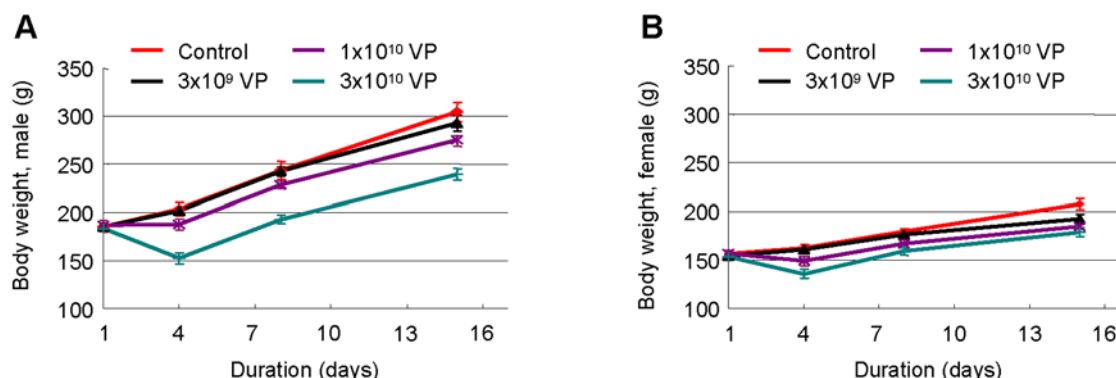 A
Control
1x10¹⁰ VP
3x10⁹ VP
3x10¹⁰ VP
Body weight, male (g)
350
300
250
200
150
100
1 4 7 10 13 16
Duration (days)
B
Control
1x10¹⁰ VP
3x10⁹ VP
3x10¹⁰ VP
Body weight, female (g)
350
300
250
200
150
100
1 4 7 10 13 16
Duration (days)